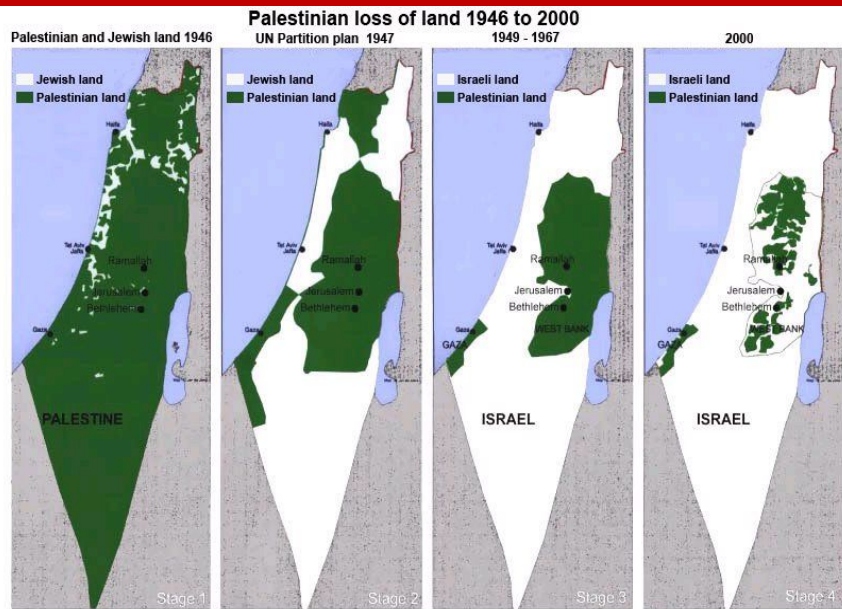 Palestinian loss of land 1946 to 2000
Palestinian and Jewish land 1946
Jewish land
Palestinian land
Haifa
Tel Aviv
Jaffa
Ramallah
Jerusalem
Bethlehem
Gaza
PALESTINE
Stage 1
UN Partition plan 1947
Jewish land
Palestinian land
Haifa
Tel Aviv
Jaffa
Ramallah
Jerusalem
Bethlehem
Gaza
Stage 2
1949 - 1967
Israeli land
Palestinian land
Haifa
Tel Aviv
Jaffa
Ramallah
Jerusalem
Bethlehem
Gaza
GAZA
WEST BANK
ISRAEL
Stage 3
2000
Israeli land
Palestinian land
Haifa
Tel Aviv
Jaffa
Ramallah
Jerusalem
Bethlehem
Gaza
GAZA
WEST BANK
ISRAEL
Stage 4